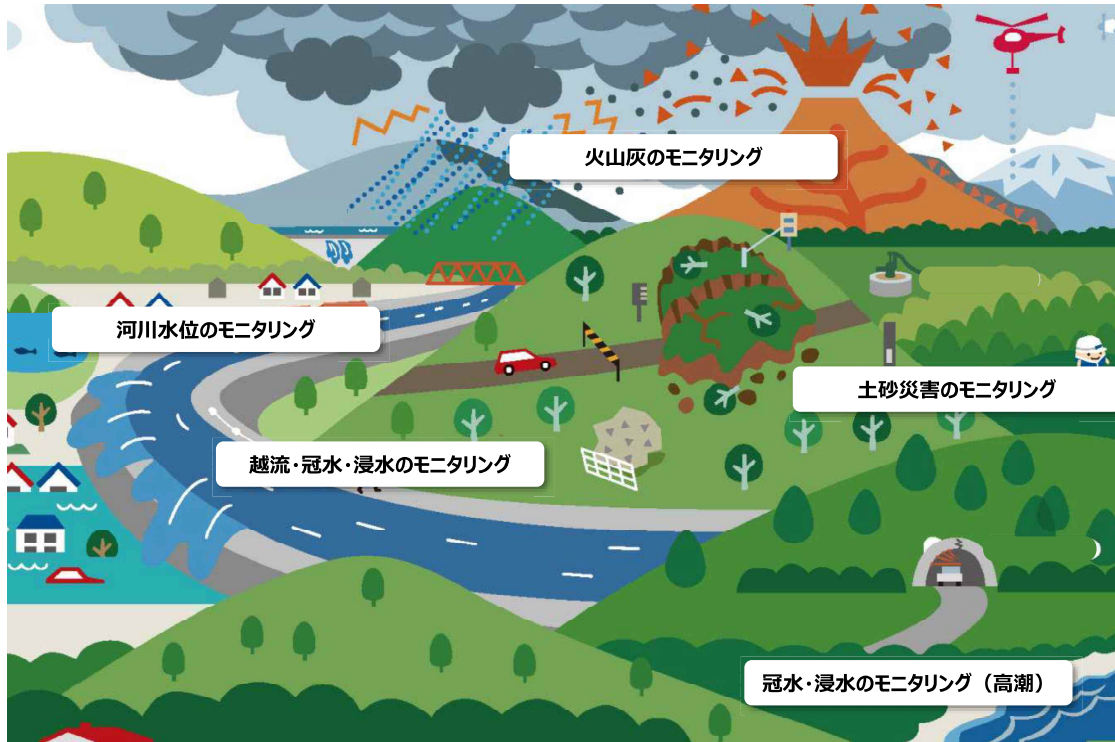 火山灰のモニタリング
河川水位のモニタリング
土砂災害のモニタリング
越流・冠水・浸水のモニタリング
冠水・浸水のモニタリング（高潮）